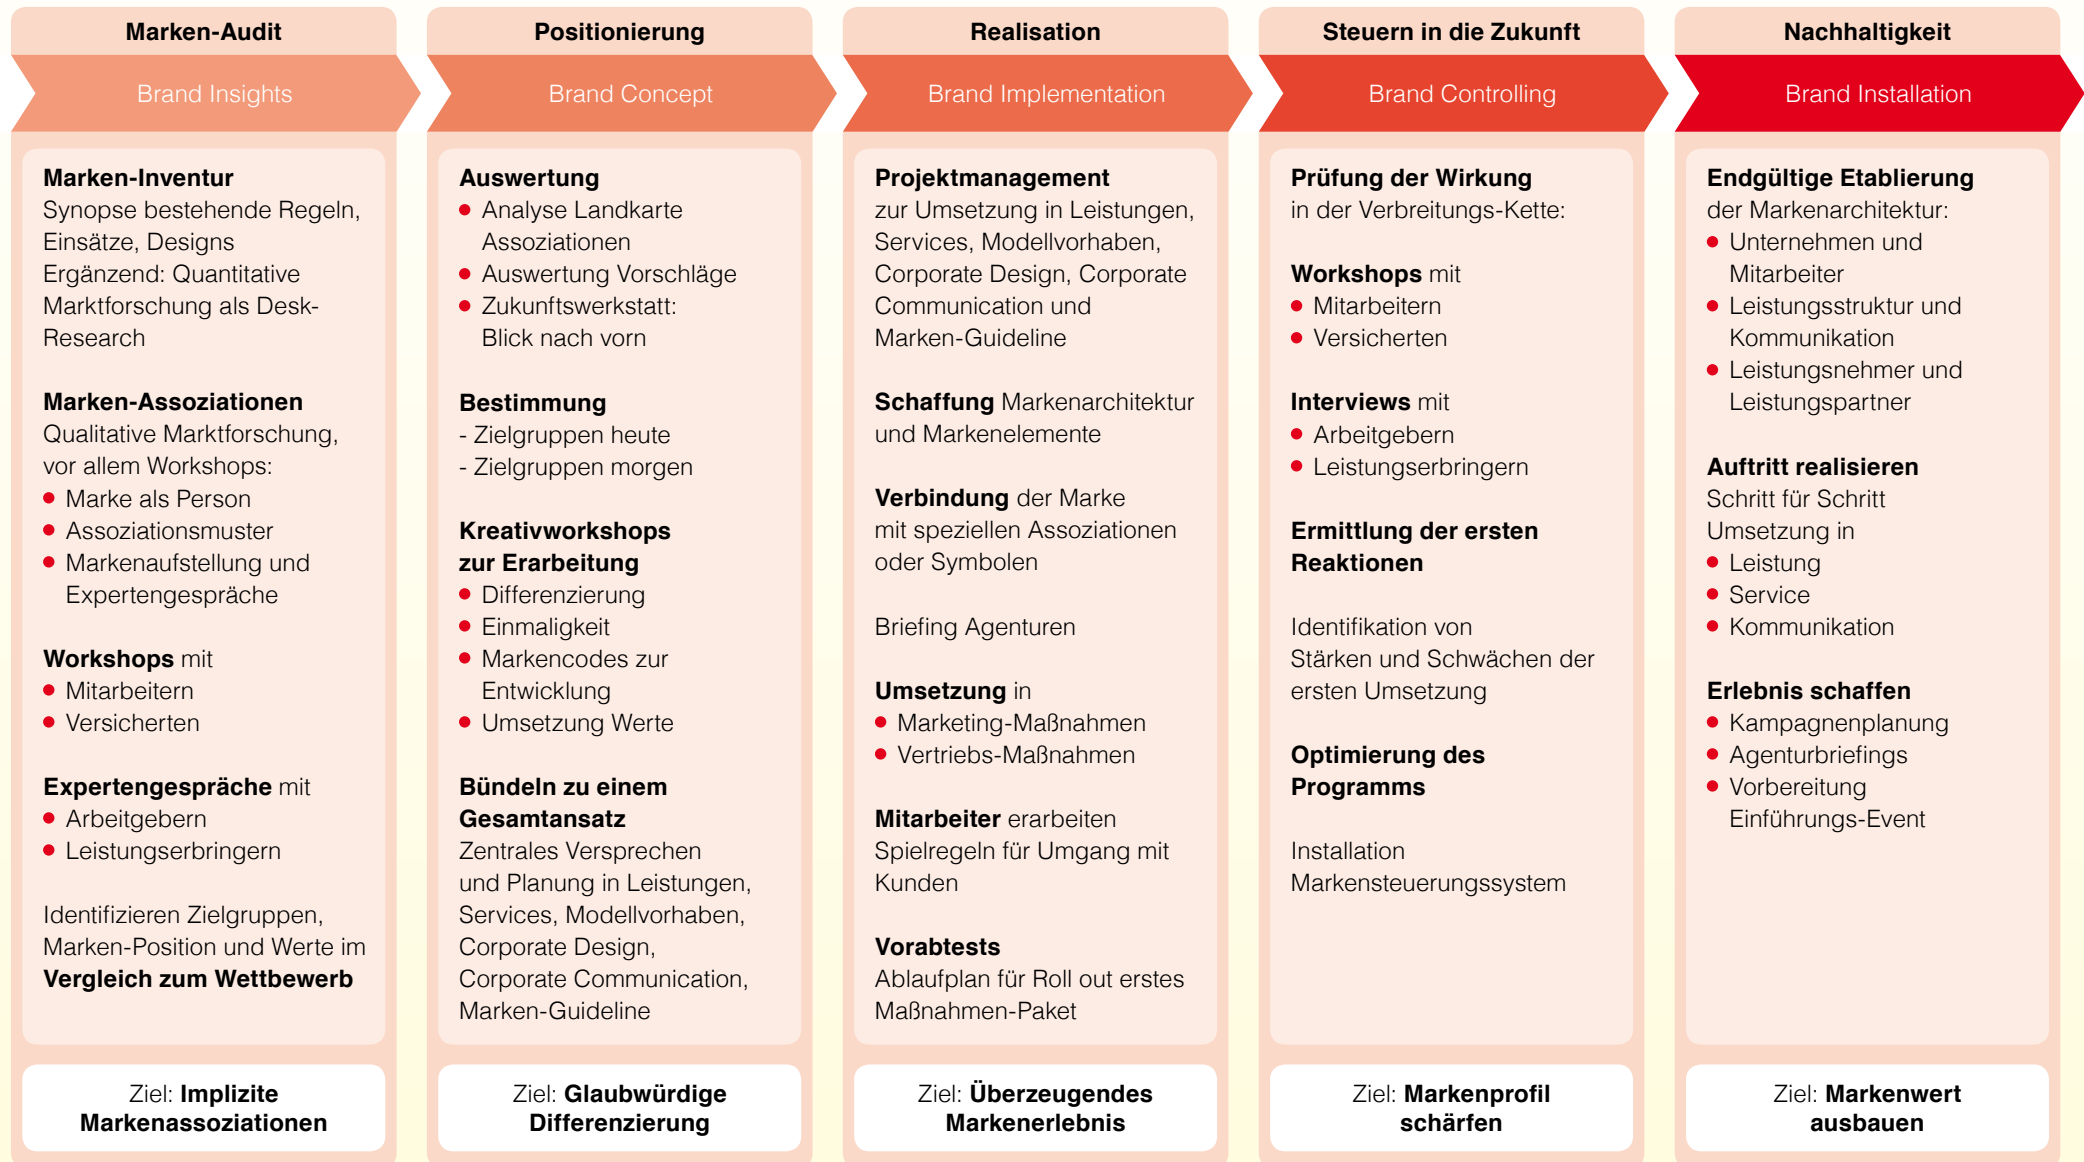 Marken-Audit
Brand Insights
Marken-Inventur
Synopse bestehende Regeln,
Einsätze, Designs
Ergänzend: Quantitative
Marktforschung als Desk-
Research
Marken-Assoziationen
Qualitative Marktforschung,
vor allem Workshops:
• Marke als Person
• Assoziationsmuster
• Markenaufstellung und
Expertengespräche
Workshops mit
• Mitarbeitern
• Versicherten
Expertengespräche mit
• Arbeitgebern
• Leistungserbringern
Identifizieren Zielgruppen,
Marken-Position und Werte im
Vergleich zum Wettbewerb
Ziel: Implizite
Markenassoziationen
Positionierung
Brand Concept
Auswertung
• Analyse Landkarte
Assoziationen
• Auswertung Vorschläge
• Zukunftswerkstatt:
Blick nach vorn
Bestimmung
- Zielgruppen heute
- Zielgruppen morgen
Kreativworkshops
zur Erarbeitung
• Differenzierung
• Einmaligkeit
• Markencodes zur
Entwicklung
• Umsetzung Werte
Bündeln zu einem
Gesamtansatz
Zentrales Versprechen
und Planung in Leistungen,
Services, Modellvorhaben,
Corporate Design,
Corporate Communication,
Marken-Guideline
Ziel: Glaubwürdige
Differenzierung
Realisation
Brand Implementation
Projektmanagement
zur Umsetzung in Leistungen,
Services, Modellvorhaben,
Corporate Design, Corporate
Communication und
Marken-Guideline
Schaffung Markenarchitektur
und Markenelemente
Verbindung der Marke
mit speziellen Assoziationen
oder Symbolen
Briefing Agenturen
Umsetzung in
• Marketing-Maßnahmen
• Vertriebs-Maßnahmen
Mitarbeiter erarbeiten
Spielregeln für Umgang mit
Kunden
Vorabtests
Ablaufplan für Roll out erstes
Maßnahmen-Paket
Ziel: Überzeugendes
Markenerlebnis
Steuern in die Zukunft
Brand Controlling
Prüfung der Wirkung
in der Verbreitungs-Kette:
Workshops mit
• Mitarbeitern
• Versicherten
Interviews mit
• Arbeitgebern
• Leistungserbringern
Ermittlung der ersten
Reaktionen
Identifikation von
Stärken und Schwächen der
ersten Umsetzung
Optimierung des
Programms
Installation
Markensteuerungssystem
Ziel: Markenprofil
schärfen
Nachhaltigkeit
Brand Installation
Endgültige Etablierung
der Markenarchitektur:
• Unternehmen und
Mitarbeiter
• Leistungsstruktur und
Kommunikation
• Leistungsnehmer und
Leistungspartner
Auftritt realisieren
Schritt für Schritt
Umsetzung in
• Leistung
• Service
• Kommunikation
Erlebnis schaffen
• Kampagnenplanung
• Agenturbriefings
• Vorbereitung
Einführungs-Event
Ziel: Markenwert
ausbauen